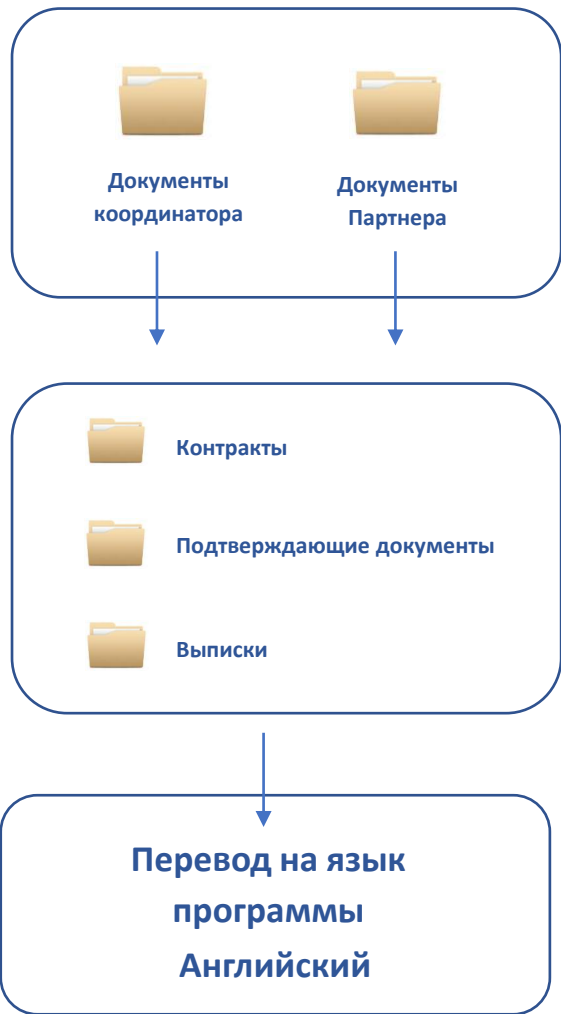 Документы
координатора
Документы
Партнера
Контракты
Подтверждающие документы
Выписки
Перевод на язык
программы
Английский